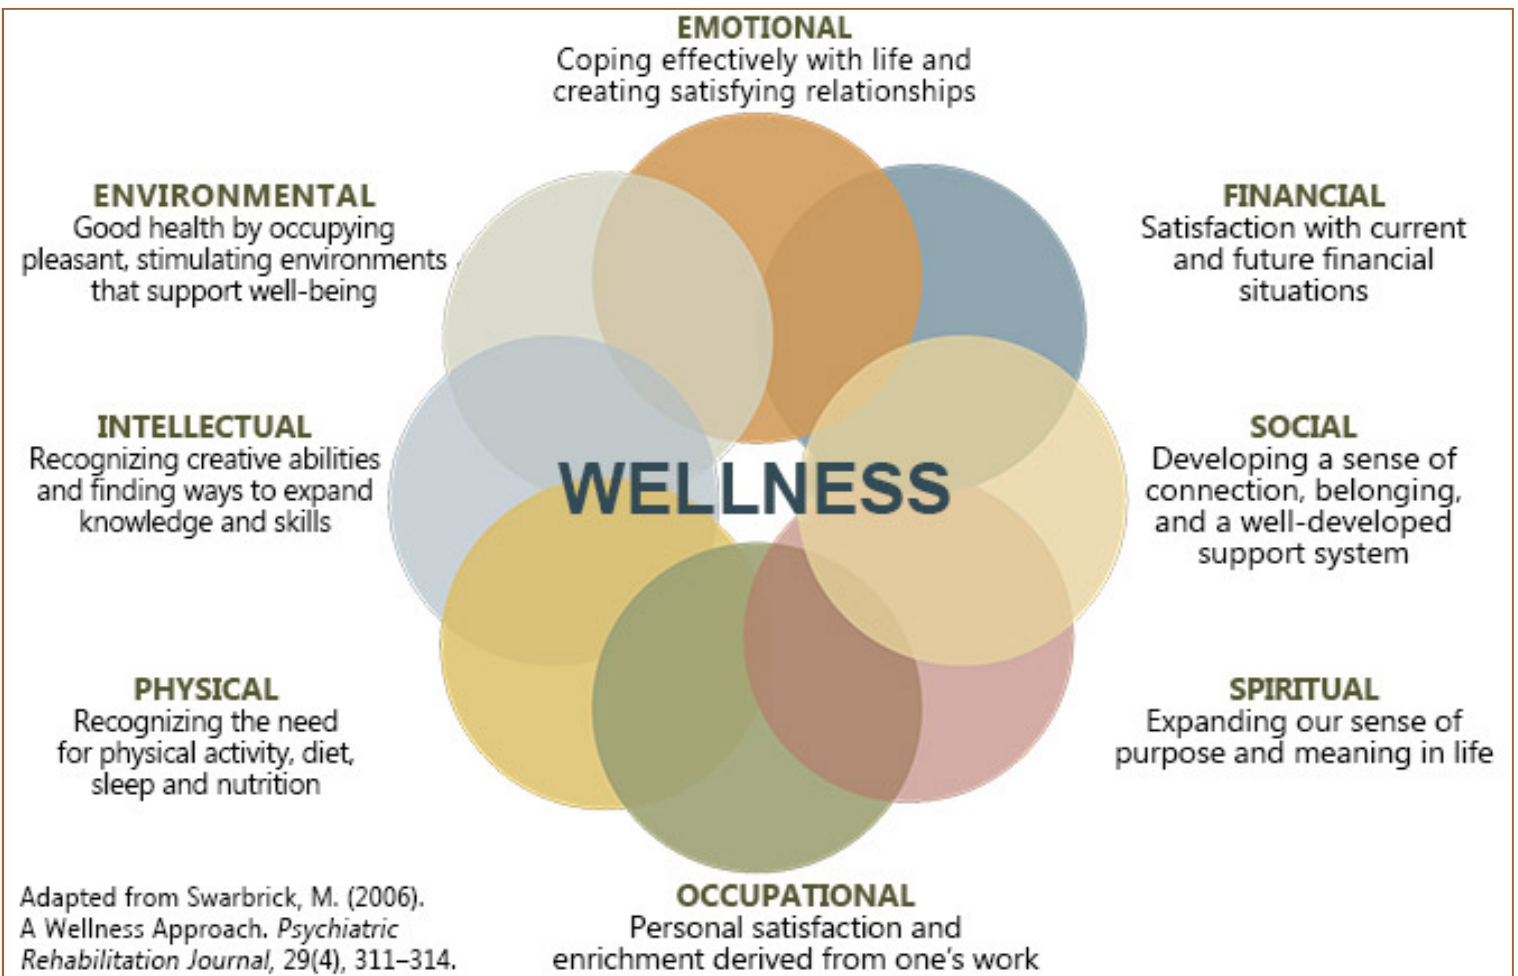 EMOTIONAL
Coping effectively with life and
creating satisfying relationships
ENVIRONMENTAL
Good health by occupying
pleasant, stimulating environments
that support well-being
FINANCIAL
Satisfaction with current
and future financial
situations
INTELLECTUAL
Recognizing creative abilities
and finding ways to expand
knowledge and skills
WELLNESS
SOCIAL
Developing a sense of
connection, belonging,
and a well-developed
support system
PHYSICAL
Recognizing the need
for physical activity, diet,
sleep and nutrition
SPIRITUAL
Expanding our sense of
purpose and meaning in life
OCCUPATIONAL
Personal satisfaction and
enrichment derived from one's work
Adapted from Swarbrick, M. (2006).
A Wellness Approach. Psychiatric
Rehabilitation Journal, 29(4), 311–314.